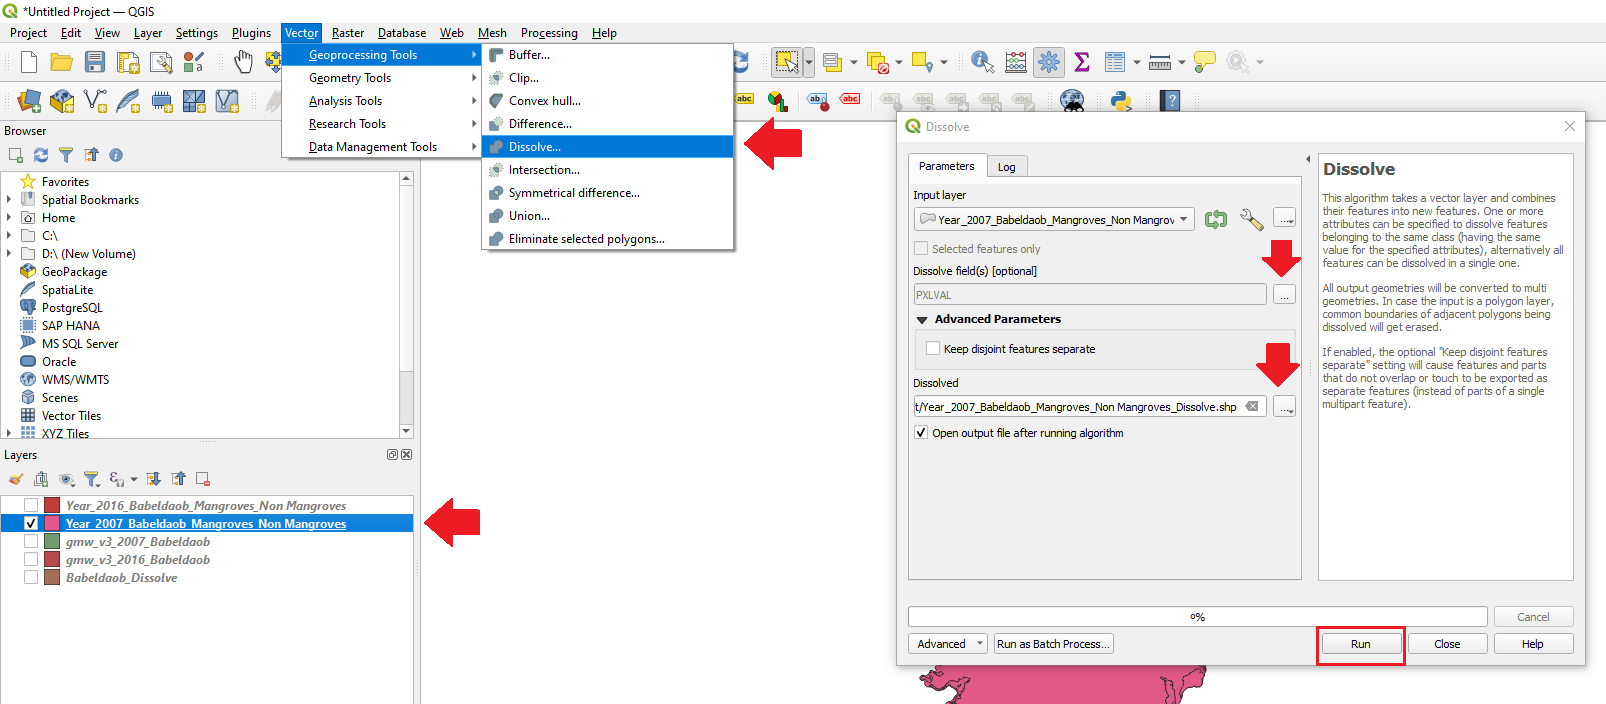 *Untitled Project — QGIS
Project Edit View Layer Settings Plugins Vector Raster Database Web Mesh Processing Help
Geoprocessing Tools
Geometry Tools
Analysis Tools
Research Tools
Data Management Tools
Buffer...
Clip...
Convex hull...
Difference...
Dissolve...
Intersection...
Symmetrical difference...
Union...
Eliminate selected polygons...
abc abc abc
Browser
Favorites
Spatial Bookmarks
Home
C:\
D:\ (New Volume)
GeoPackage
SpatiaLite
PostgreSQL
SAP HANA
MS SQL Server
Oracle
WMS/WMTS
Scenes
Vector Tiles
XYZ Tiles
Layers
Year_2016_Babeldaob_Mangroves_Non Mangroves
Year_2007_Babeldaob_Mangroves_Non Mangroves
gmw_v3_2007_Babeldaob
gmw_v3_2016_Babeldaob
Babeldaob_Dissolve
Dissolve
Parameters Log
Input layer
Year_2007_Babeldaob_Mangroves_Non Mangrov
...
Selected features only
Dissolve field(s) [optional]
PXLVAL
...
Advanced Parameters
Keep disjoint features separate
Dissolved
t/Year_2007_Babeldaob_Mangroves_Non Mangroves_Dissolve.shp
...
Open output file after running algorithm
Dissolve
This algorithm takes a vector layer and combines
their features into new features. One or more
attributes can be specified to dissolve features
belonging to the same class (having the same
value for the specified attributes), alternatively all
features can be dissolved in a single one.
All output geometries will be converted to multi
geometries. In case the input is a polygon layer,
common boundaries of adjacent polygons being
dissolved will get erased.
If enabled, the optional "Keep disjoint features
separate" setting will cause features and parts
that do not overlap or touch to be exported as
separate features (instead of parts of a single
multipart feature).
0%
Cancel
Advanced Run as Batch Process...
Run Close Help